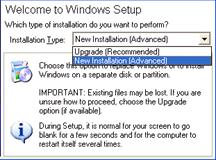 Welcome to Windows Setup
Which type of installation do you want to perform?
Installation Type: New Installation (Advanced)
Upgrade (Recommended)
New Installation (Advanced)
Choose this option to replace Windows or to install
Windows on a separate disk or partition.
IMPORTANT: Existing files may be lost. If you are
unsure how to proceed, choose the Upgrade
option (if available).
During Setup, it is normal for your screen to go
blank for a few seconds and for the computer to
restart itself several times.